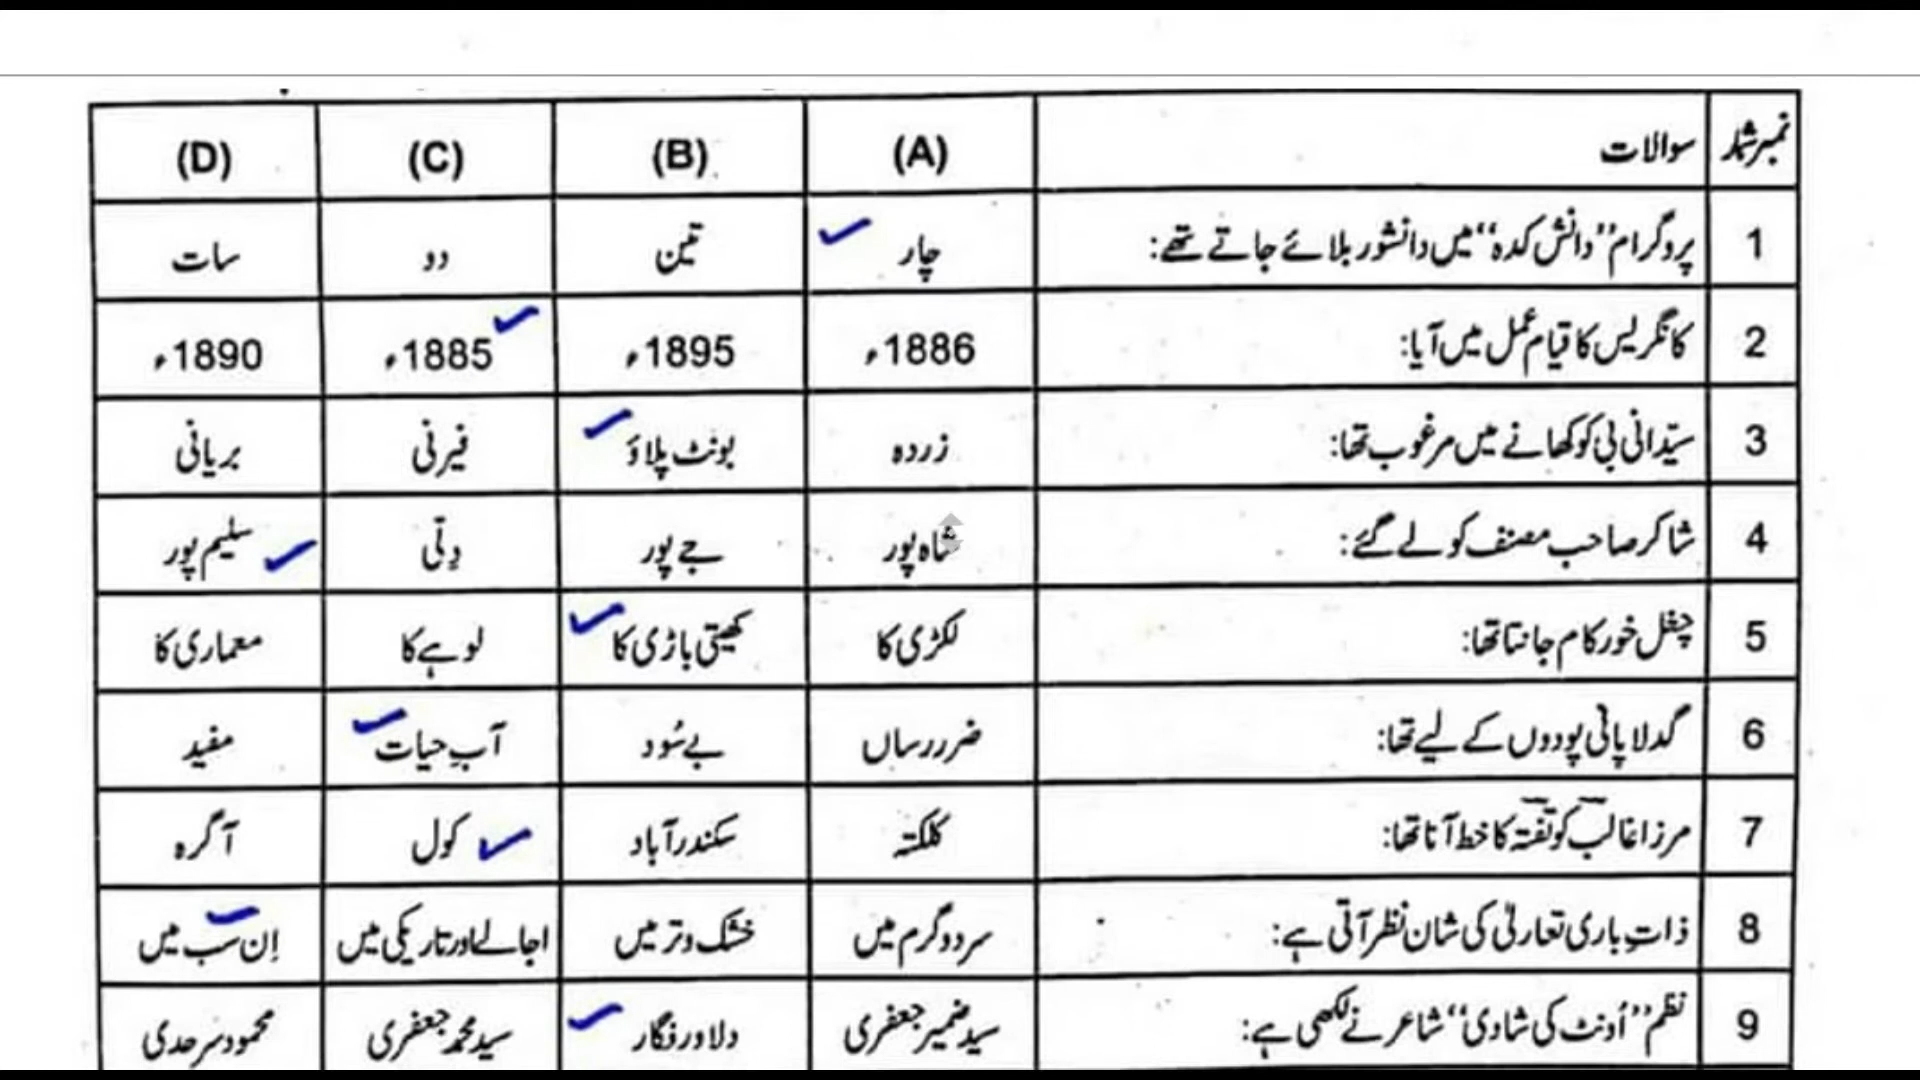 نمبر شمار سوالات (A) (B) (C) (D)
1 پروگرام ”دانش کدہ“ میں دانشور بلائے جاتے تھے: چار تین دو سات
2 کانگریس کا قیام عمل میں آیا: 1886ء 1895ء 1885ء 1890ء
3 سیّدانی بی کو کھانے میں مرغوب تھا: زردہ بونٹ پلاؤ فیرنی بریانی
4 شاکر صاحب مصنف کو لے گئے: شاہ پور جے پور دِلّی سلیم پور
5 چغل خور کام جانتا تھا: لکڑی کا کھیتی باڑی کا لوہے کا معماری کا
6 گدلا پانی پودوں کے لیے تھا: ضرر رساں بے سُود آبِ حیات مفید
7 مرزا غالب کو تفتہ کا خط آتا تھا: کلکتہ سکندر آباد کول آگرہ
8 ذاتِ باری تعارلیٰ کی شان نظر آتی ہے: سرد و گرم میں خشک و تر میں اجالے اور تاریکی میں اِن سب میں
9 نظم ”اُونٹ کی شادی“ شاعر نے لکھی ہے: سید ضمیر جعفری دلاور فگار سید محمد جعفری محمود سرحدی